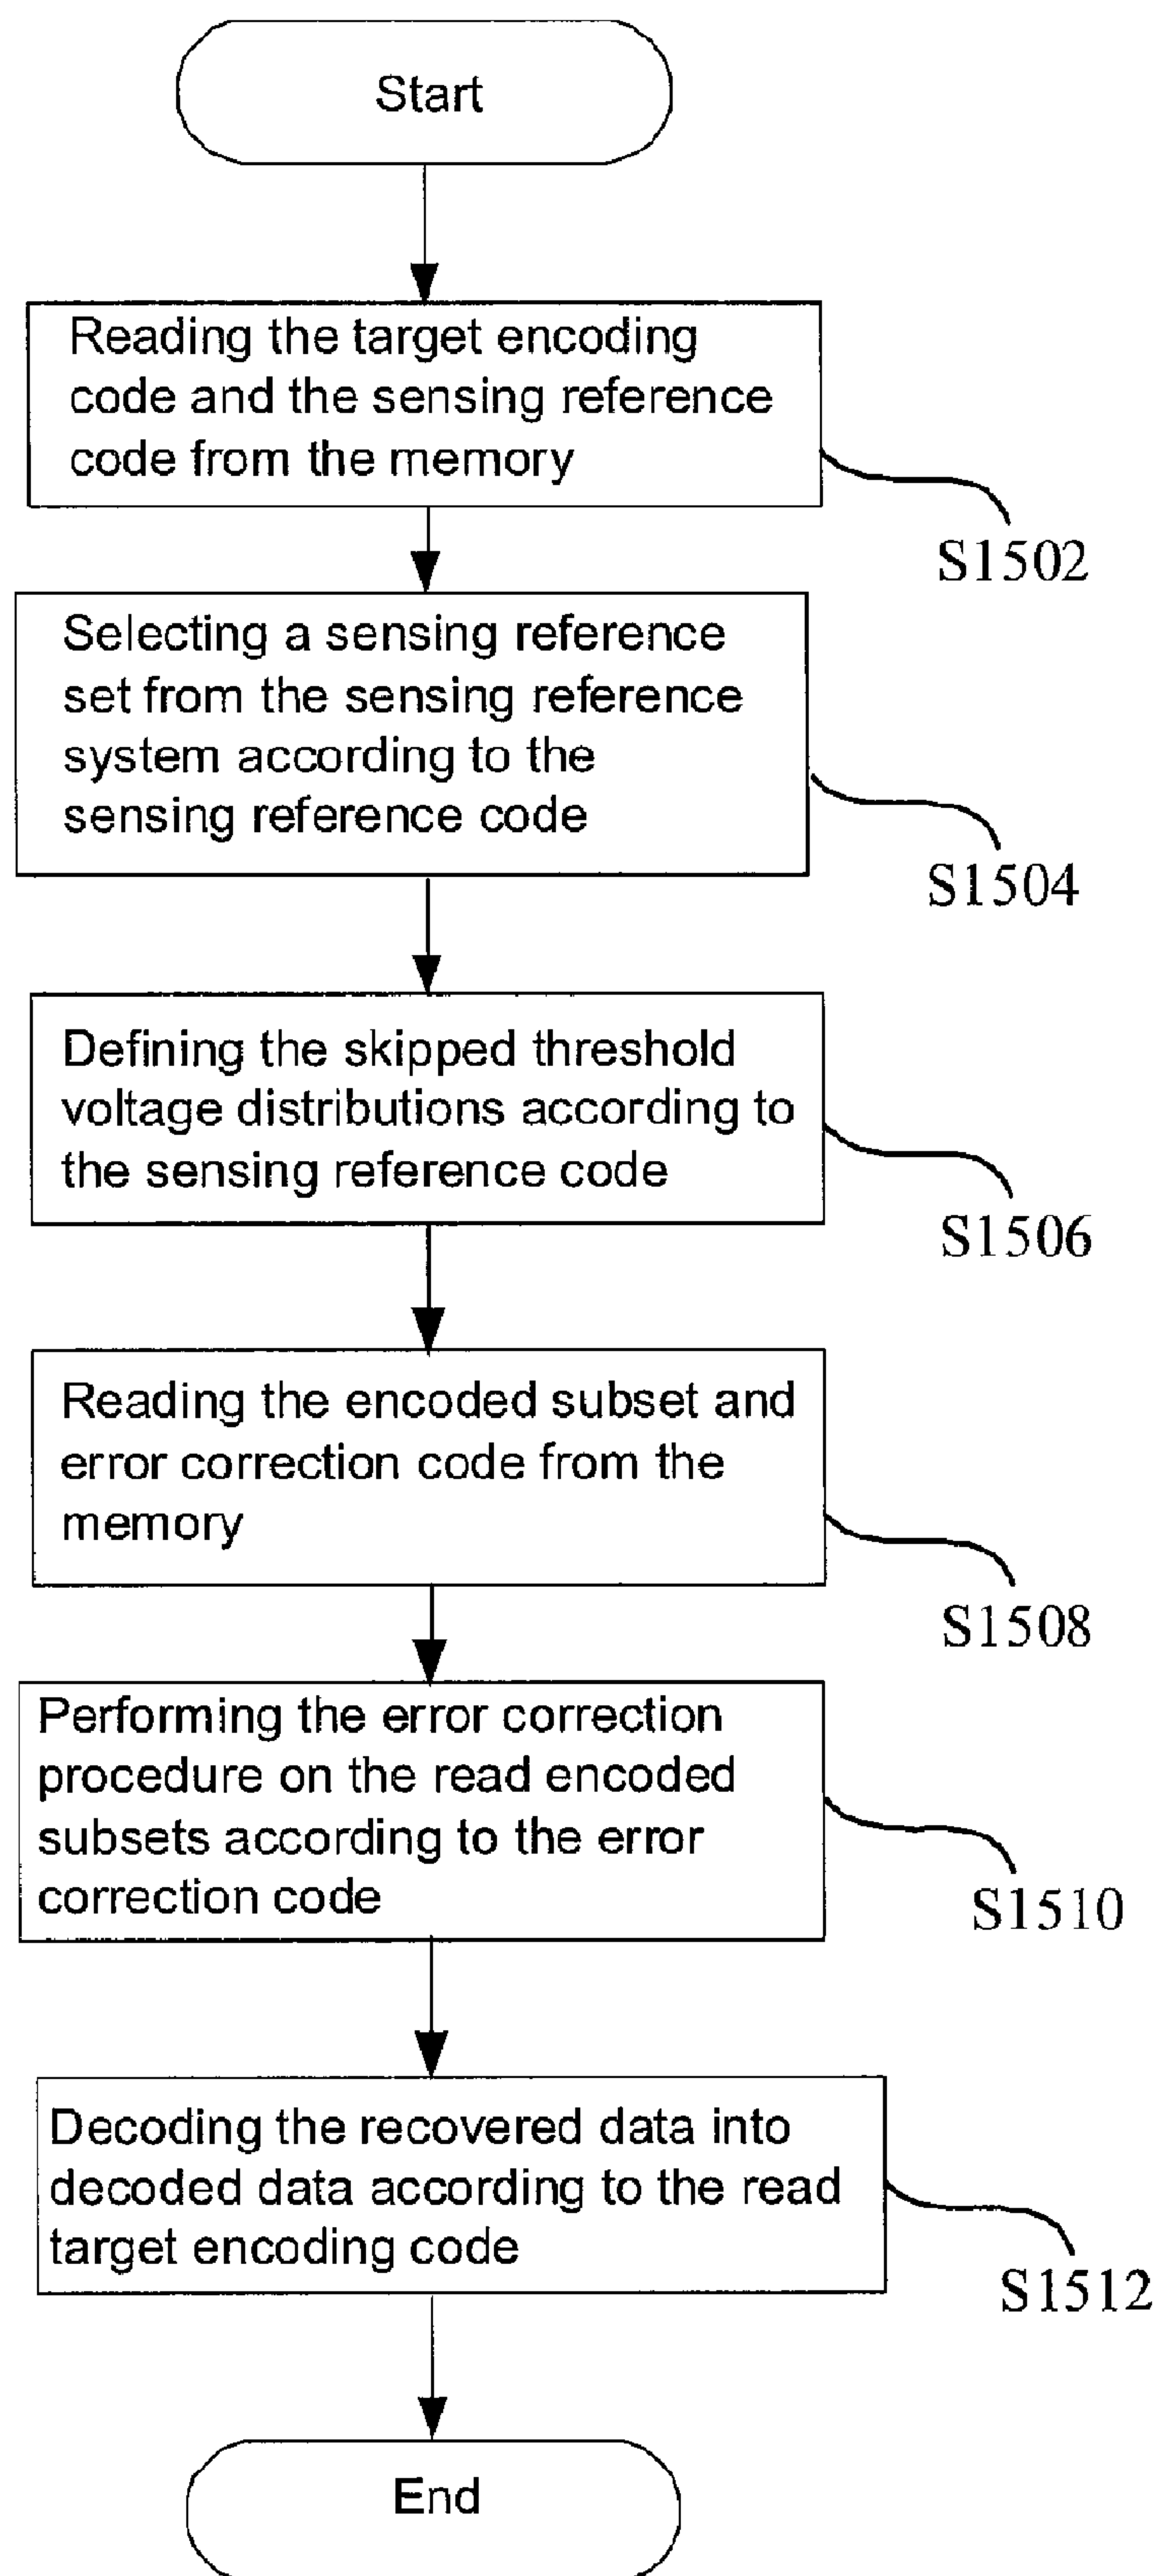 Start
Reading the target encoding
code and the sensing reference
code from the memory
S1502
Selecting a sensing reference
set from the sensing reference
system according to the
sensing reference code
S1504
Defining the skipped threshold
voltage distributions according to
the sensing reference code
S1506
Reading the encoded subset and
error correction code from the
memory
S1508
Performing the error correction
procedure on the read encoded
subsets according to the error
correction code
S1510
Decoding the recovered data into
decoded data according to the read
target encoding code
S1512
End